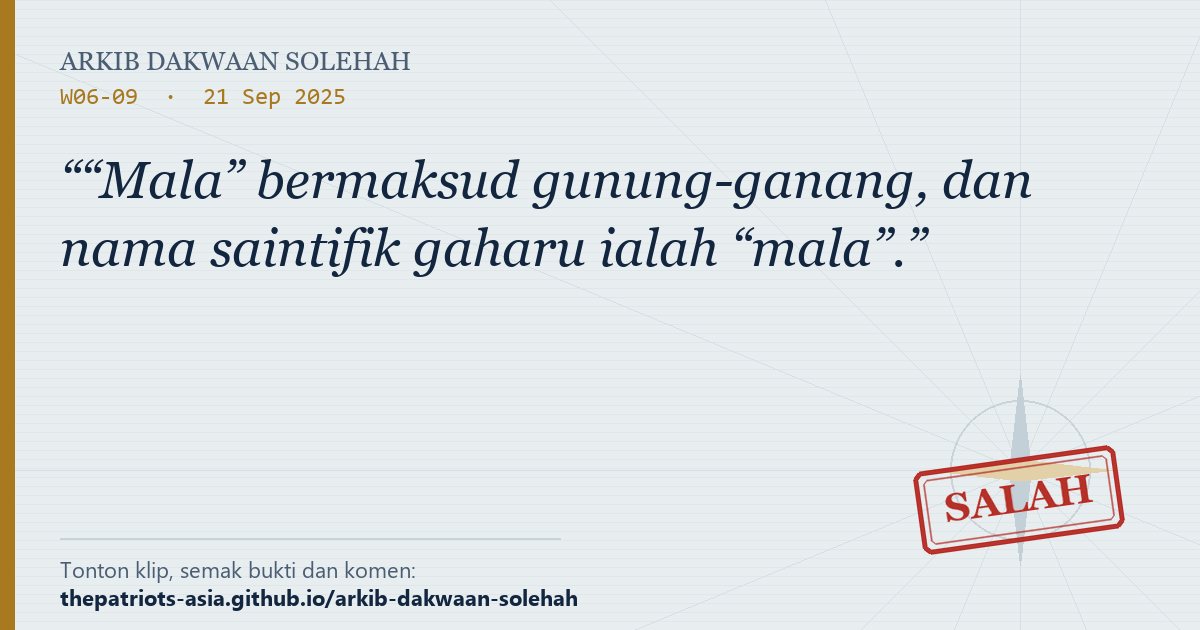 ARKIB DAKWAAN SOLEHAH
W06-09 · 21 Sep 2025
““Mala” bermaksud gunung-ganang, dan
nama saintifik gaharu ialah “mala”.”
SALAH
Tonton klip, semak bukti dan komen:
thepatriots-asia.github.io/arkib-dakwaan-solehah